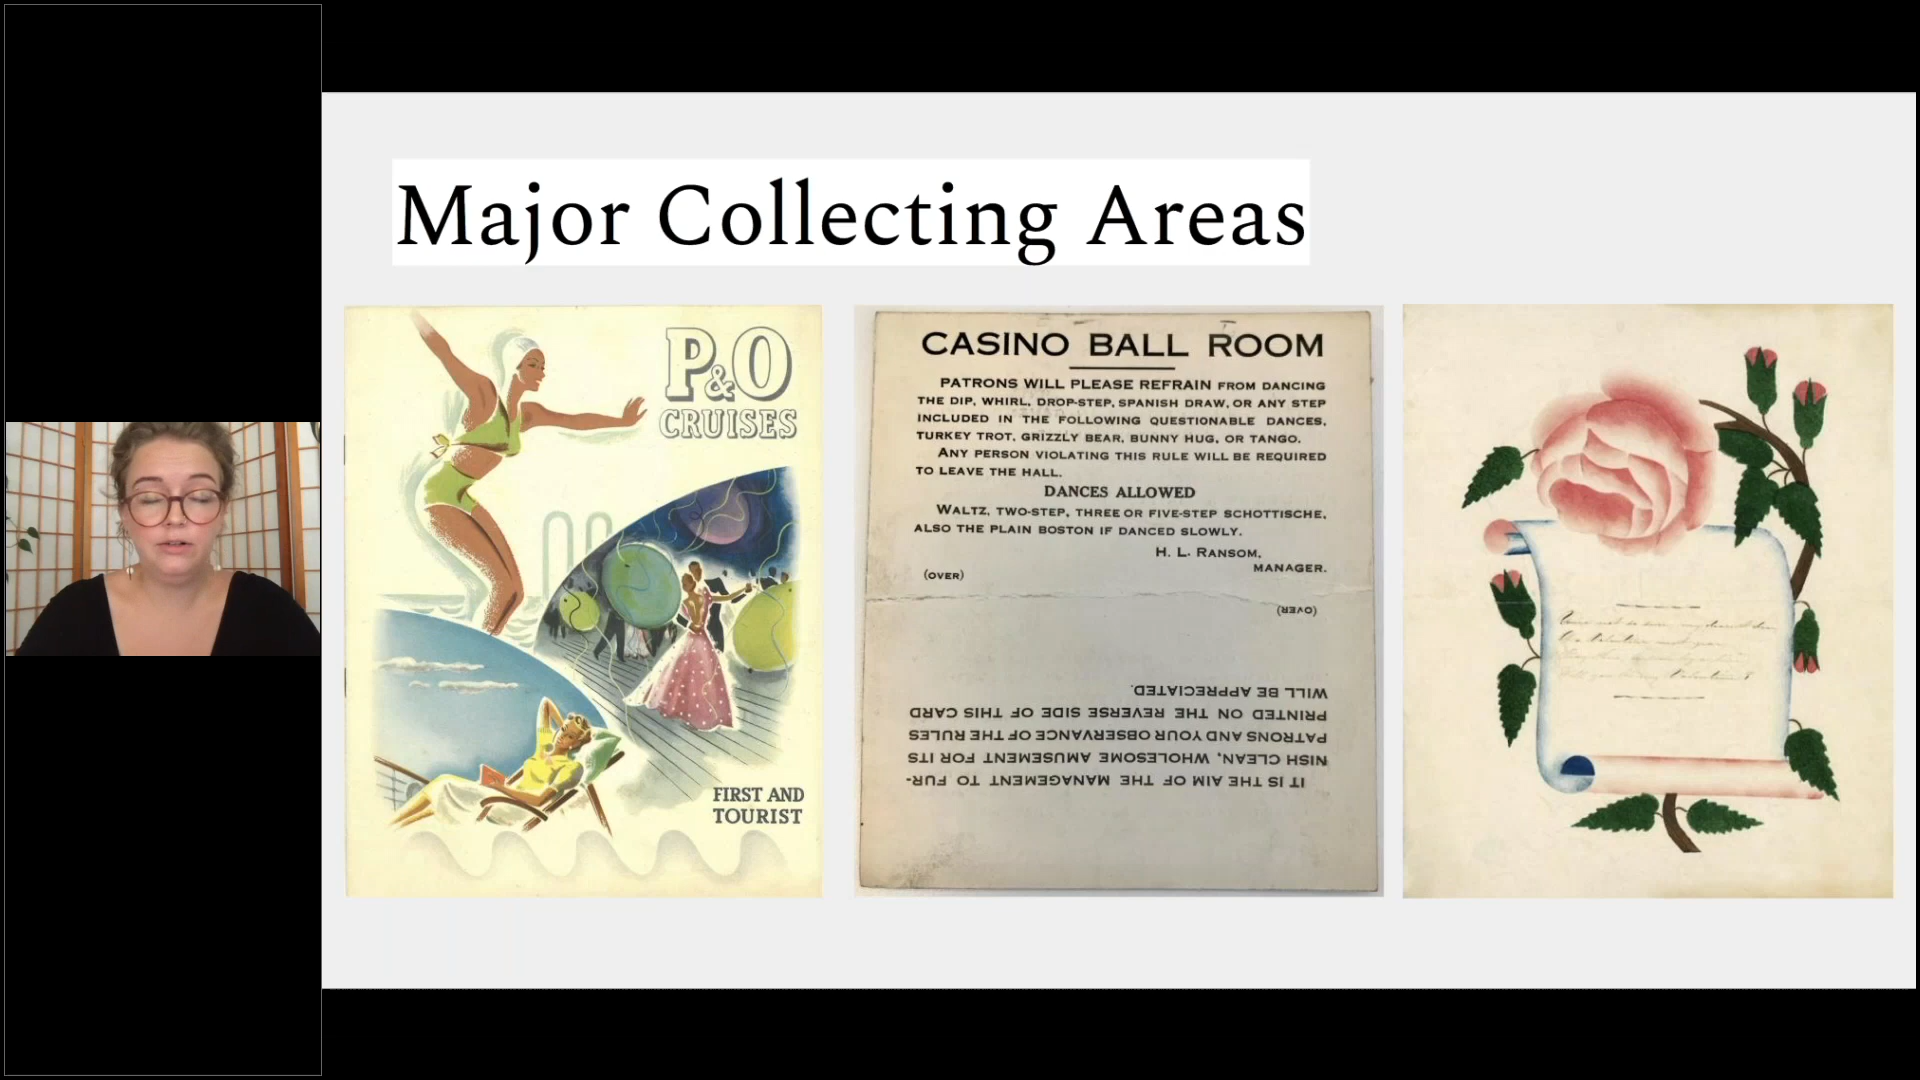 Major Collecting Areas
P&O
CRUISES
FIRST AND
TOURIST
CASINO BALL ROOM
PATRONS WILL PLEASE REFRAIN FROM DANCING
THE DIP, WHIRL, DROP-STEP, SPANISH DRAW, OR ANY STEP
INCLUDED IN THE FOLLOWING QUESTIONABLE DANCES,
TURKEY TROT, GRIZZLY BEAR, BUNNY HUG, OR TANGO.
ANY PERSON VIOLATING THIS RULE WILL BE REQUIRED
TO LEAVE THE HALL.
DANCES ALLOWED
WALTZ, TWO-STEP, THREE OR FIVE-STEP SCHOTTISCHE,
ALSO THE PLAIN BOSTON IF DANCED SLOWLY.
H. L. RANSOM,
MANAGER.
(OVER)
(OVER)
IT IS THE AIM OF THE MANAGEMENT TO FUR-
NISH CLEAN, WHOLESOME AMUSEMENT FOR ITS
PATRONS AND YOUR OBSERVANCE OF THE RULES
PRINTED ON THE REVERSE SIDE OF THIS CARD
WILL BE APPRECIATED.